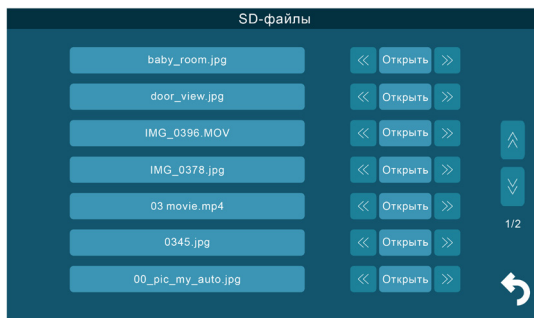 SD-файлы
baby_room.jpg Открыть
door_view.jpg Открыть
IMG_0396.MOV Открыть
IMG_0378.jpg Открыть
03 movie.mp4 Открыть
1/2
0345.jpg Открыть
00_pic_my_auto.jpg Открыть